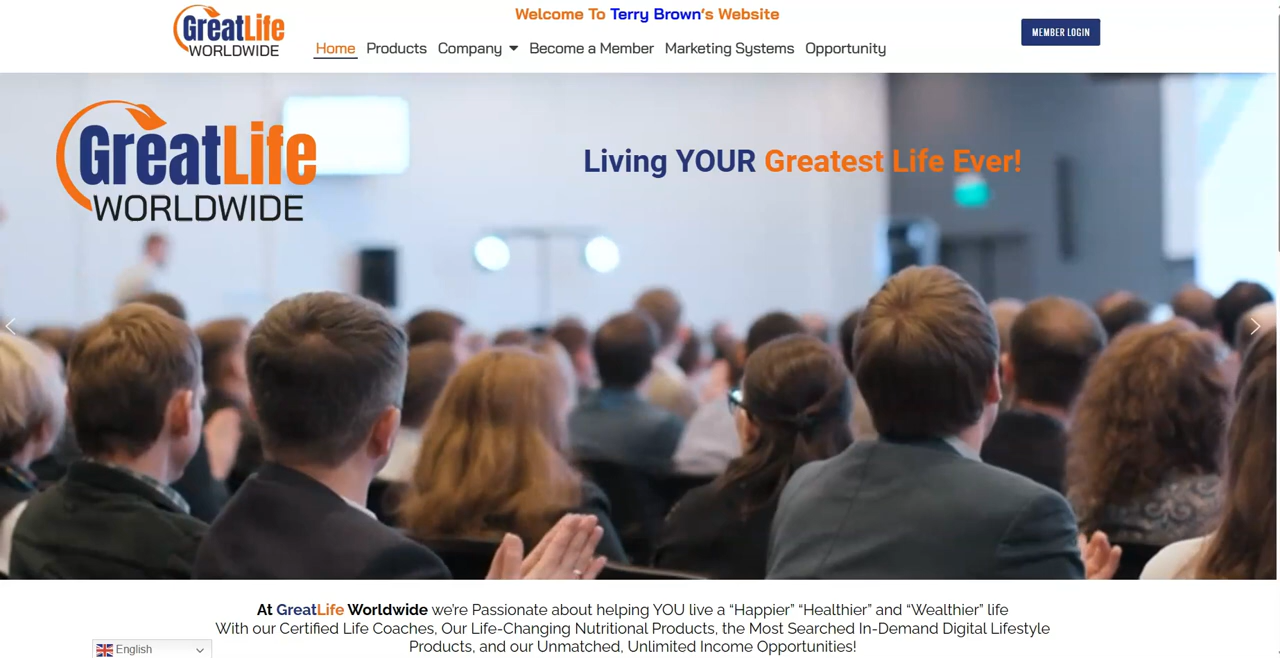 GreatLife
WORLDWIDE
Welcome To Terry Brown's Website
Home Products Company Become a Member Marketing Systems Opportunity
MEMBER LOGIN
GreatLife
WORLDWIDE
Living YOUR Greatest Life Ever!
At GreatLife Worldwide we're Passionate about helping YOU live a “Happier” “Healthier” and “Wealthier” life
With our Certified Life Coaches, Our Life-Changing Nutritional Products, the Most Searched In-Demand Digital Lifestyle
Products, and our Unmatched, Unlimited Income Opportunities!
English